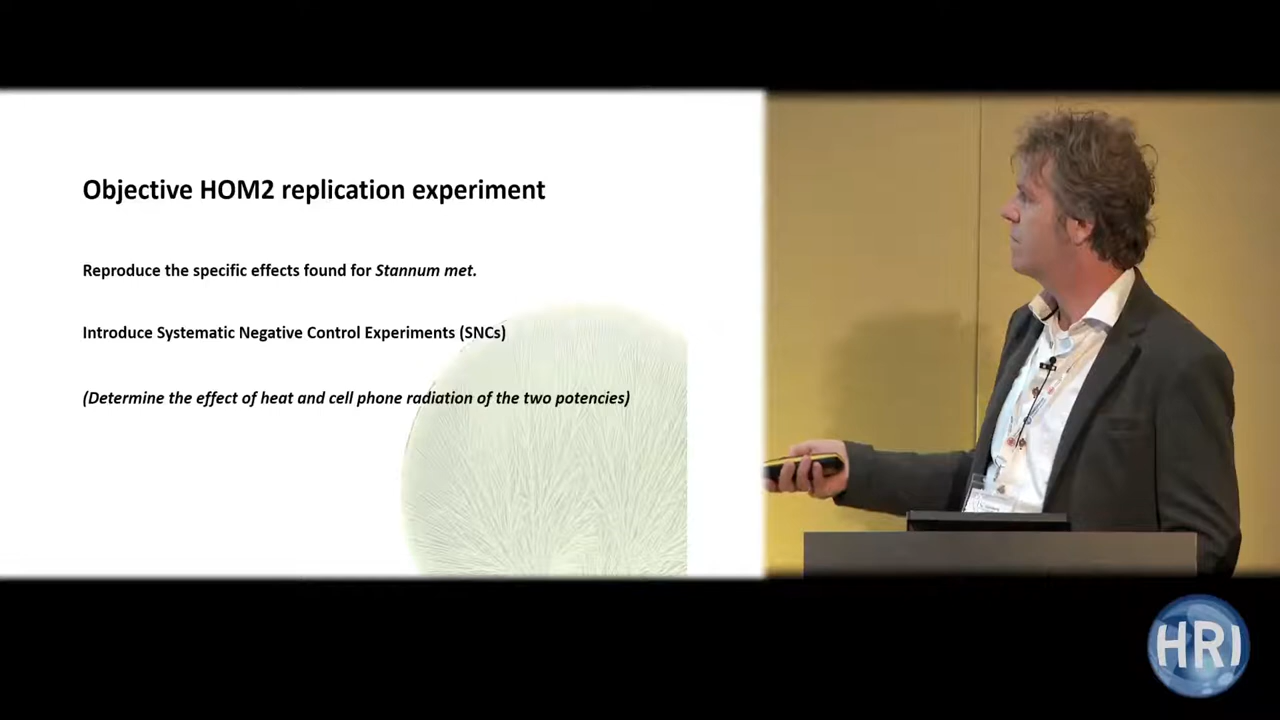 Objective HOM2 replication experiment
Reproduce the specific effects found for Stannum met.
Introduce Systematic Negative Control Experiments (SNCs)
(Determine the effect of heat and cell phone radiation of the two potencies)
HRI